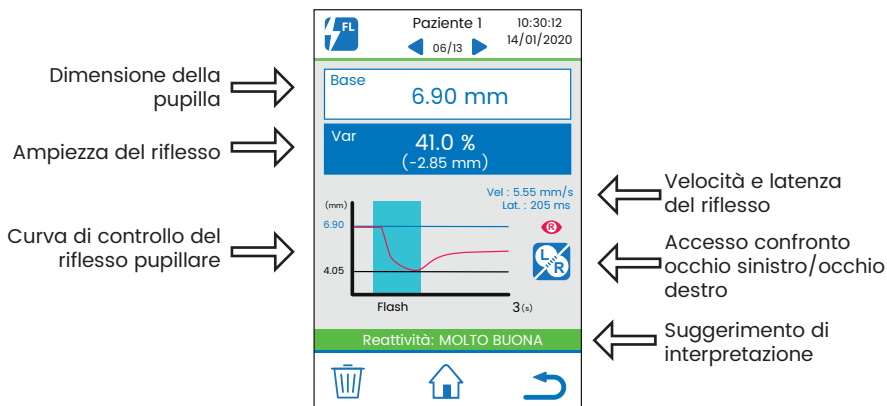 FL
Paziente 1
06/13
10:30:12
14/01/2020
Dimensione della
pupilla
Base
6.90 mm
Ampiezza del riflesso
Var
41.0 %
(-2.85 mm)
Vel : 5.55 mm/s
Lat. : 205 ms
Velocità e latenza
del riflesso
Curva di controllo del
riflesso pupillare
(mm)
6.90
4.05
Flash
3(s)
R
L
R
Accesso confronto
occhio sinistro/occhio
destro
Reattività: MOLTO BUONA
Suggerimento di
interpretazione